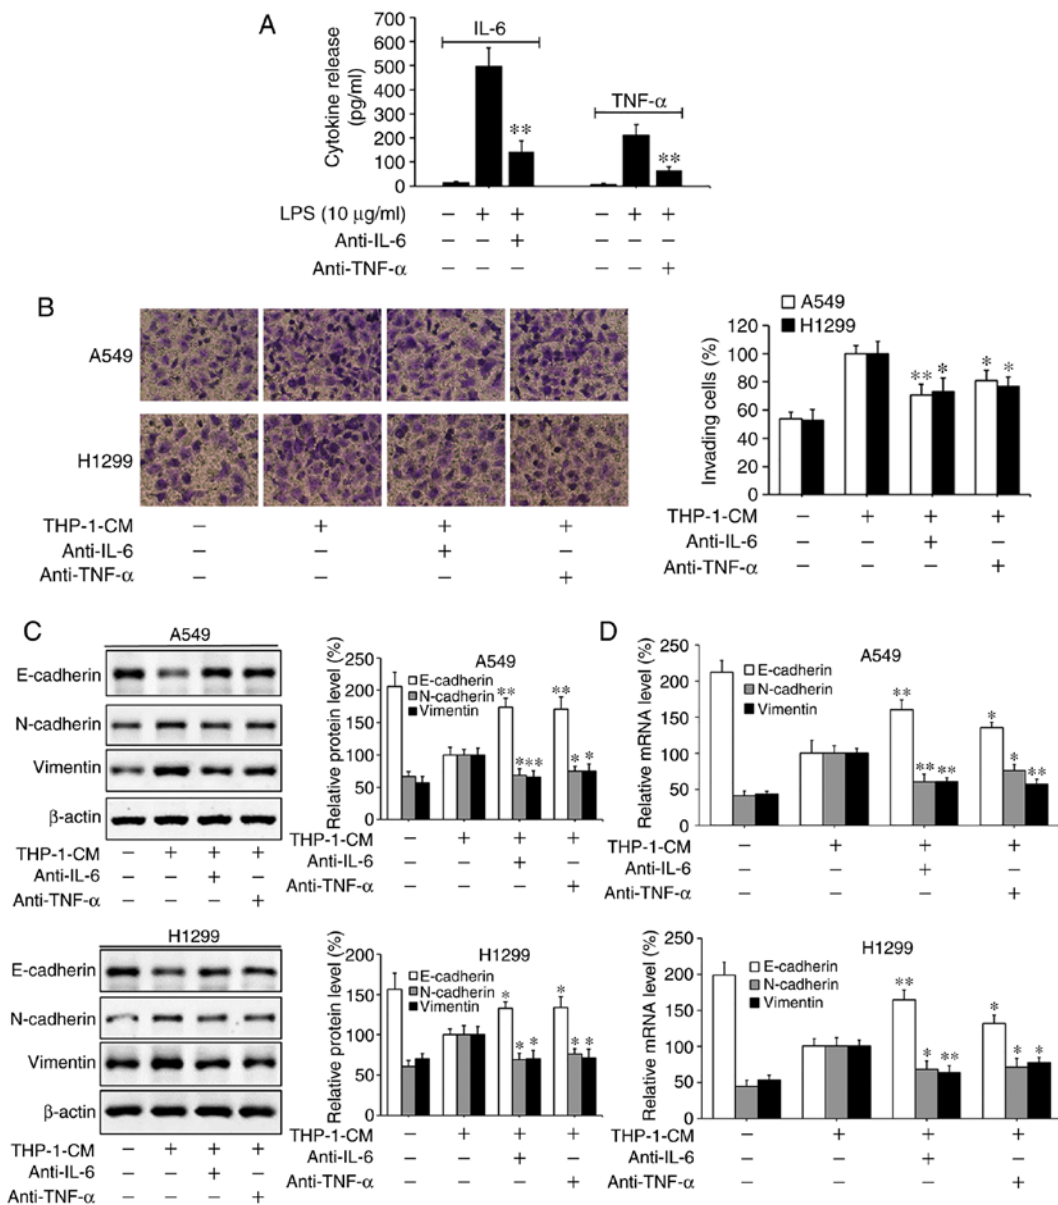 A
Cytokine release
(pg/ml)
700
600
500
400
300
200
100
0
IL-6
TNF-α
**
**
LPS (10 μg/ml) − + + − + +
Anti-IL-6 − − + − − −
Anti-TNF-α − − − − − +
B
A549
H1299
THP-1-CM − + + +
Anti-IL-6 − − + −
Anti-TNF-α − − − +
A549
H1299
Invading cells (%)
120
100
80
60
40
20
0
** * * *
THP-1-CM − + + +
Anti-IL-6 − − + −
Anti-TNF-α − − − +
C
A549
E-cadherin
N-cadherin
Vimentin
β-actin
THP-1-CM − + + +
Anti-IL-6 − − + −
Anti-TNF-α − − − +
Relative protein level (%)
250
200
150
100
50
0
A549
E-cadherin
N-cadherin
Vimentin
** **
*** * *
THP-1-CM − + + +
Anti-IL-6 − − + −
Anti-TNF-α − − − +
D
Relative mRNA level (%)
250
200
150
100
50
0
A549
E-cadherin
N-cadherin
Vimentin
** *
** ** * **
THP-1-CM − + + +
Anti-IL-6 − − + −
Anti-TNF-α − − − +
H1299
E-cadherin
N-cadherin
Vimentin
β-actin
THP-1-CM − + + +
Anti-IL-6 − − + −
Anti-TNF-α − − − +
Relative protein level (%)
200
150
100
50
0
H1299
E-cadherin
N-cadherin
Vimentin
* *
* * * *
THP-1-CM − + + +
Anti-IL-6 − − + −
Anti-TNF-α − − − +
Relative mRNA level (%)
250
200
150
100
50
0
H1299
E-cadherin
N-cadherin
Vimentin
** *
* ** * *
THP-1-CM − + + +
Anti-IL-6 − − + −
Anti-TNF-α − − − +